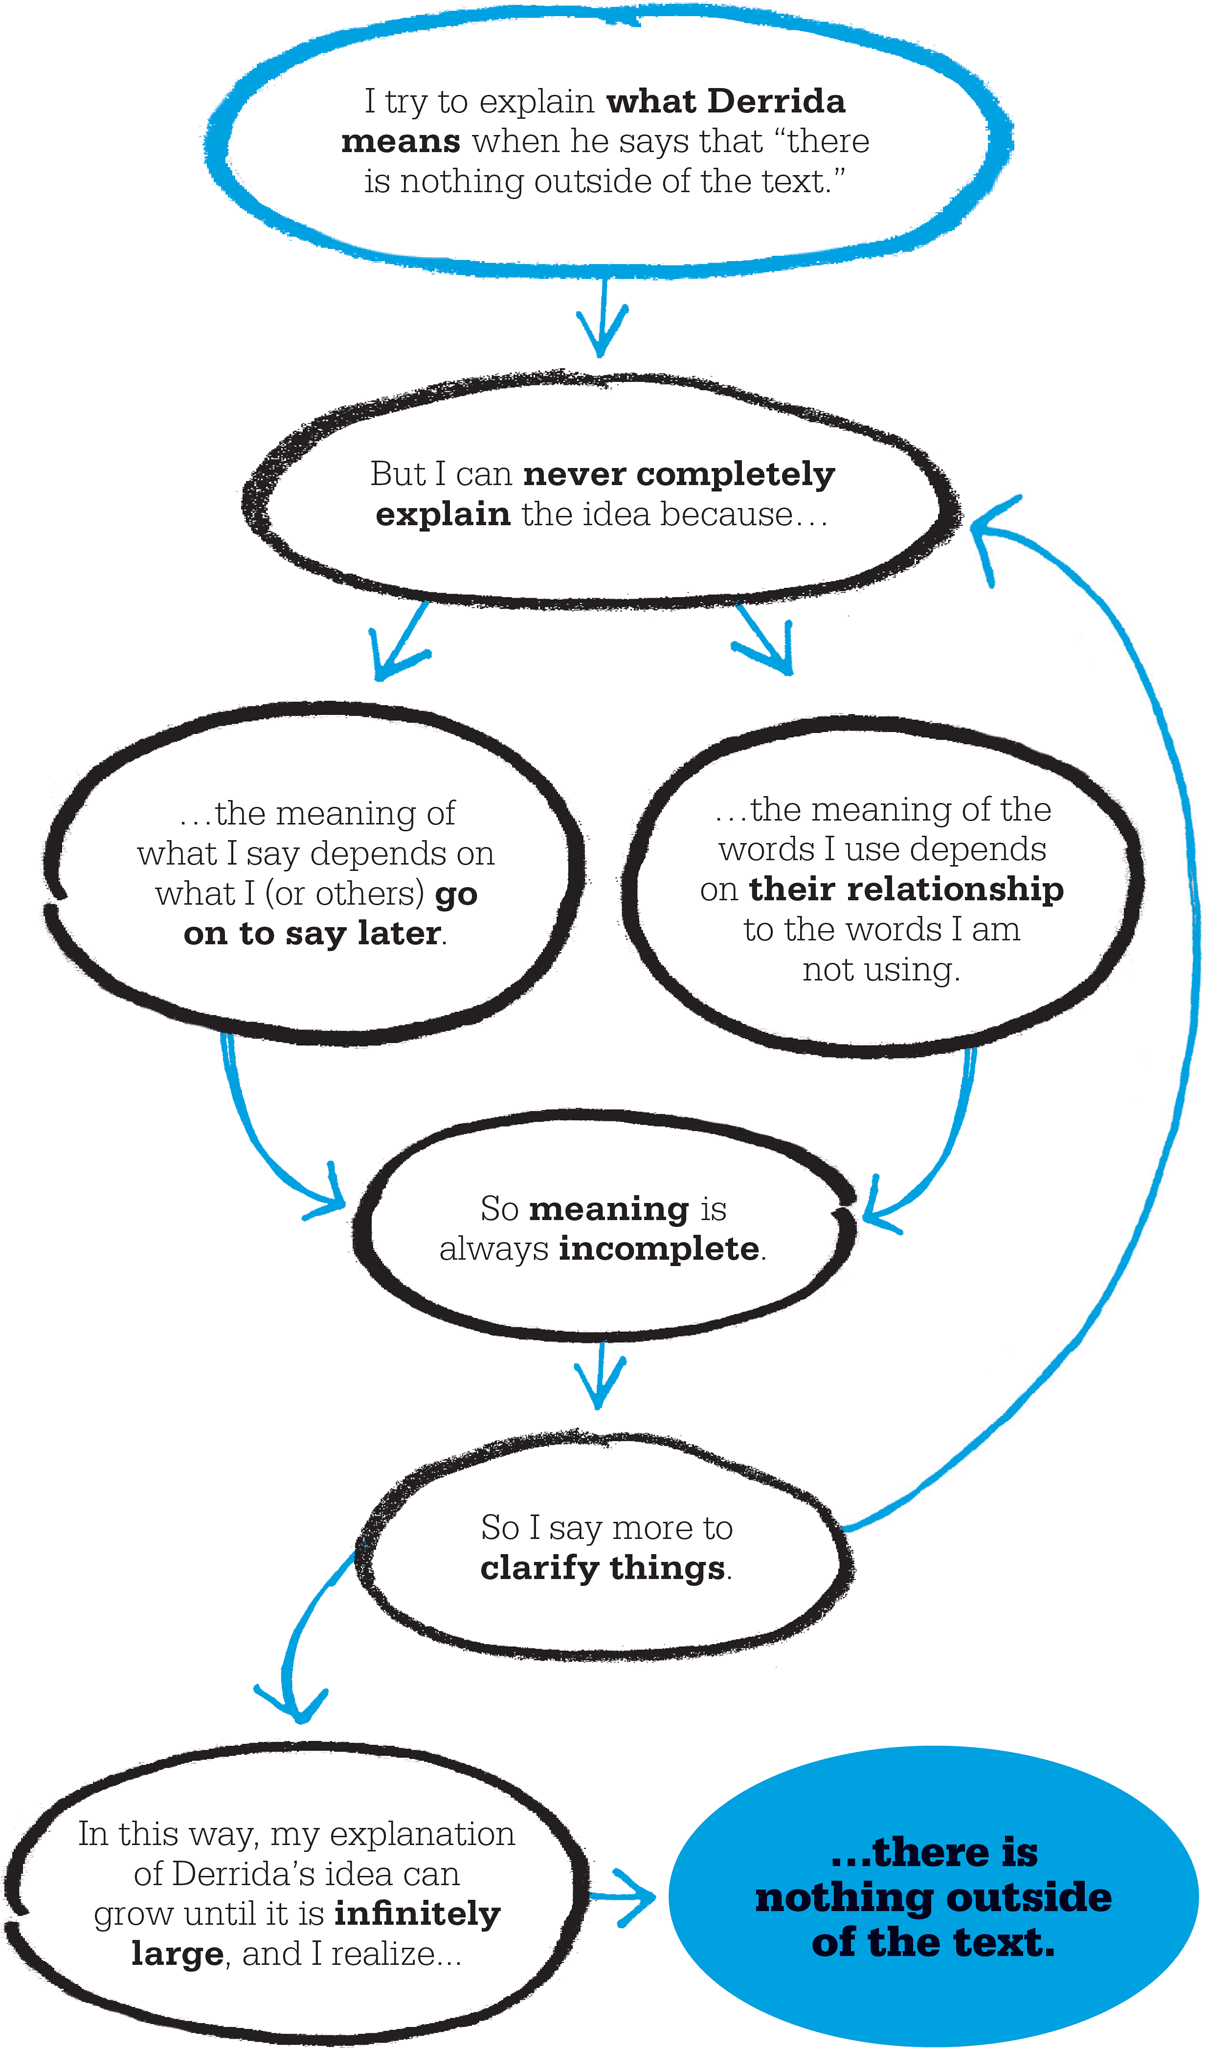 I try to explain what Derrida
means when he says that “there
is nothing outside of the text.”
But I can never completely
explain the idea because…
…the meaning of
what I say depends on
what I (or others) go
on to say later.
…the meaning of the
words I use depends
on their relationship
to the words I am
not using.
So meaning is
always incomplete.
So I say more to
clarify things.
In this way, my explanation
of Derrida’s idea can
grow until it is infinitely
large, and I realize...
…there is
nothing outside
of the text.